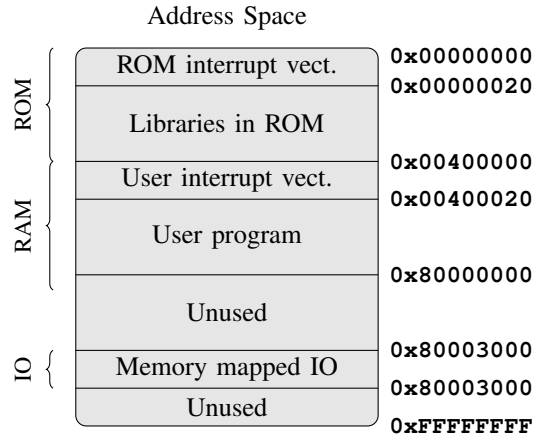 Address Space
ROM interrupt vect.
0x00000000
0x00000020
ROM
Libraries in ROM
0x00400000
User interrupt vect.
0x00400020
RAM
User program
0x80000000
Unused
0x80003000
IO
Memory mapped IO
0x80003000
Unused
0xFFFFFFFF